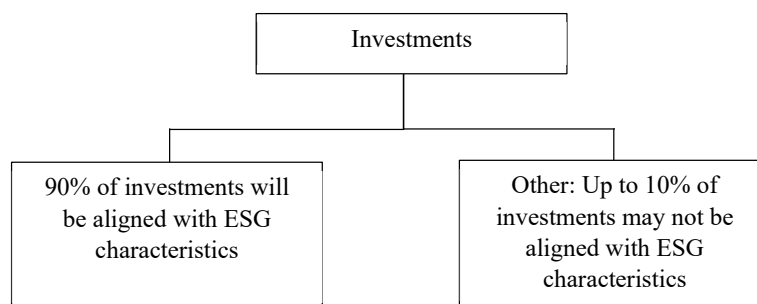 Investments
90% of investments will
be aligned with ESG
characteristics
Other: Up to 10% of
investments may not be
aligned with ESG
characteristics